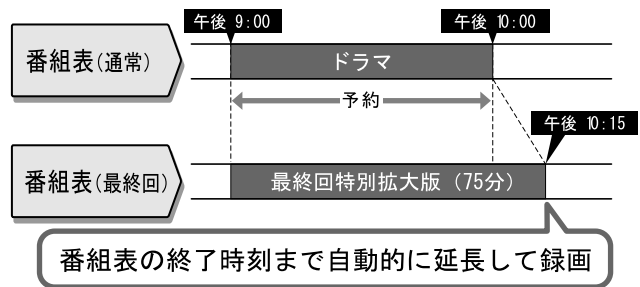 午後 9:00
午後 10:00
番組表(通常)
ドラマ
予約
午後 10:15
番組表(最終回)
最終回特別拡大版(75分)
番組表の終了時刻まで自動的に延長して録画